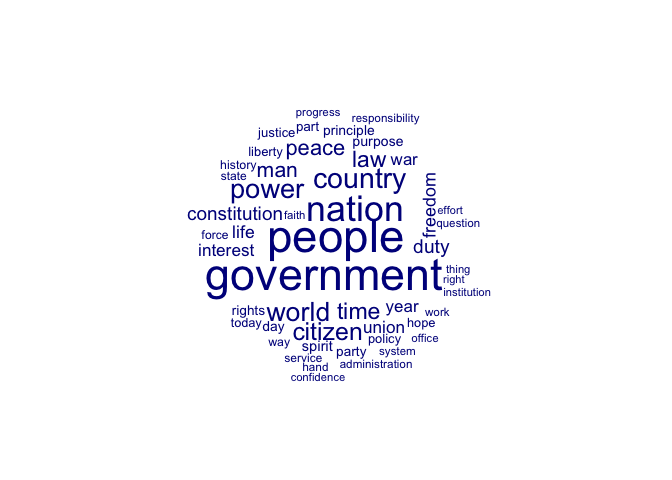 progress
responsibility
justice part principle
liberty peace purpose
history man law war
state
power country
constitution faith nation freedom effort
question
force life people duty
interest
government thing
right
institution
rights world time year work
today day citizen union hope
way spirit party policy office
service system
hand administration
confidence